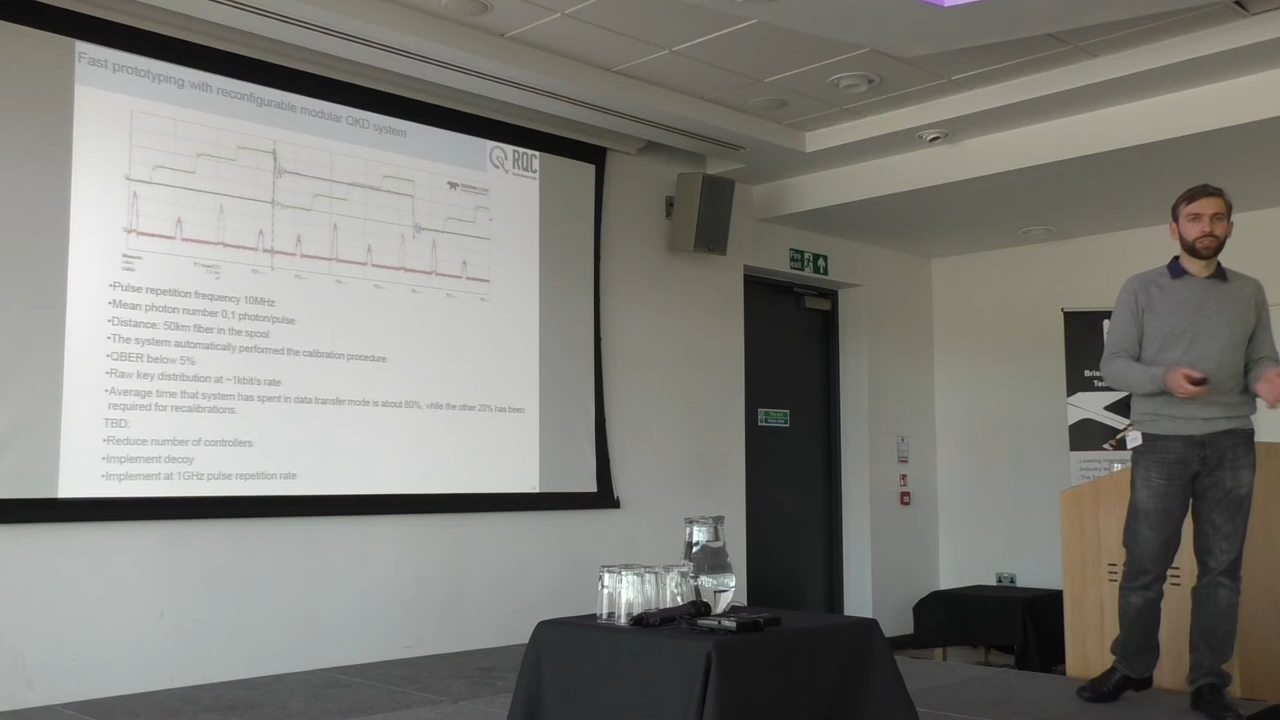 Fast prototyping with reconfigurable modular QKD system
RQC
•Pulse repetition frequency 10MHz
•Mean photon number 0,1 photon/pulse
•Distance: 50km fiber in the spool
•The system automatically performed the calibration procedure
•QBER below 5%
•Raw key distribution at ~1kbit/s rate
•Average time that system has spent in data transfer mode is about 80%, while the other 20% has been
required for recalibrations.
TBD:
•Reduce number of controllers
•Implement decoy
•Implement at 1GHz pulse repetition rate
Fire
exit